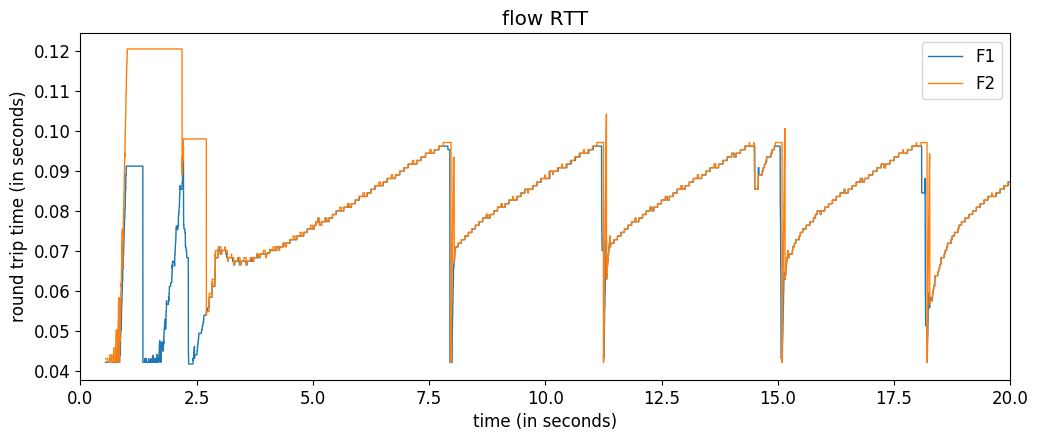 flow RTT
round trip time (in seconds)
0.12
0.11
0.10
0.09
0.08
0.07
0.06
0.05
0.04
F1
F2
0.0 2.5 5.0 7.5 10.0 12.5 15.0 17.5 20.0
time (in seconds)